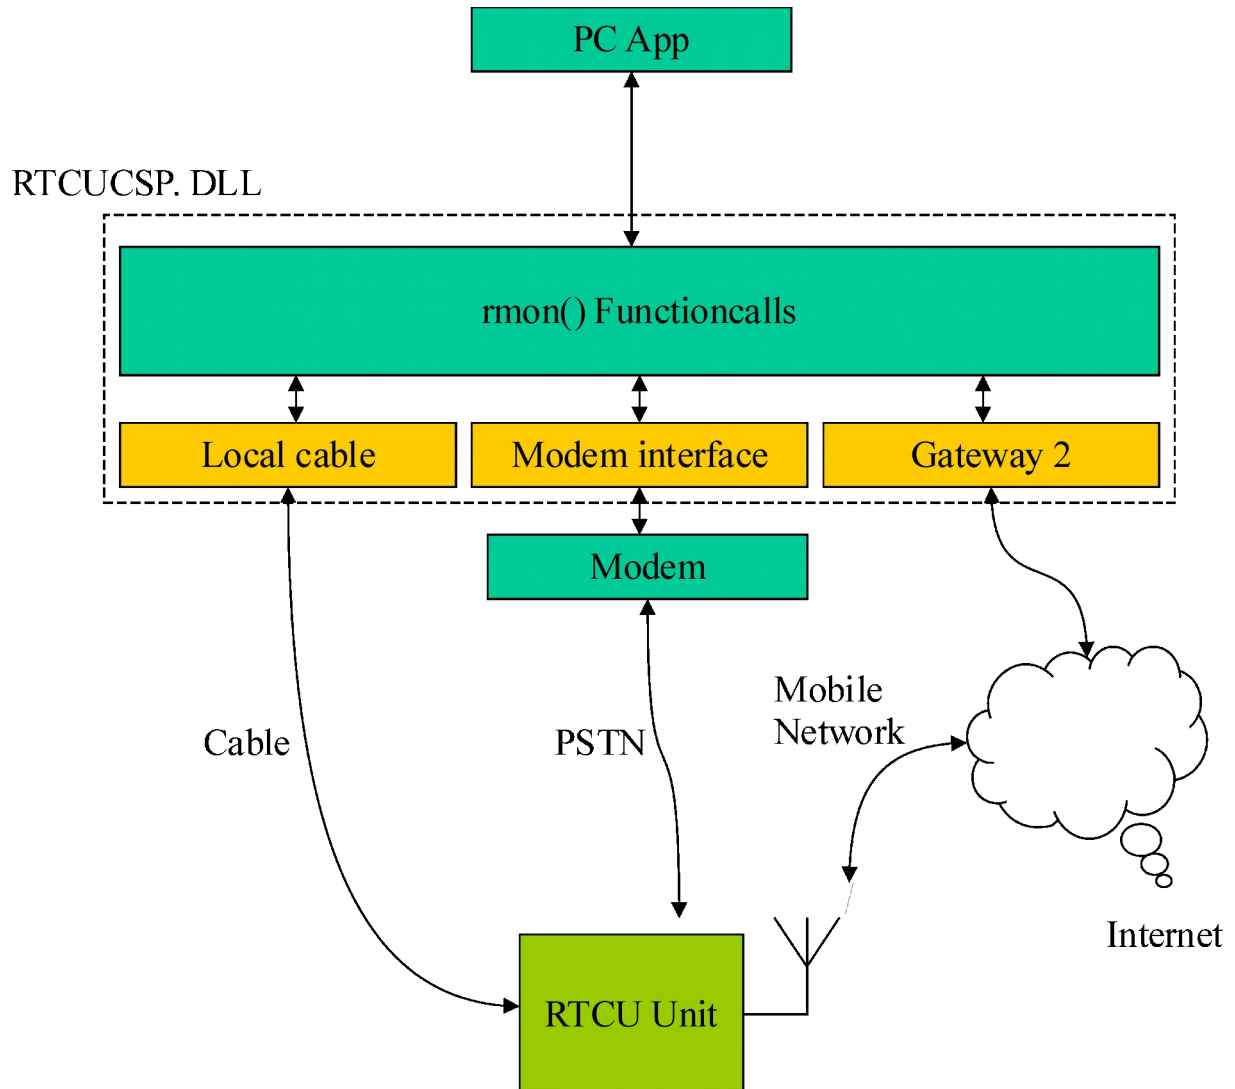 PC App
RTCUCSP. DLL
rmon() Functioncalls
Local cable
Modem interface
Gateway 2
Modem
Mobile
Network
Cable
PSTN
Internet
RTCU Unit